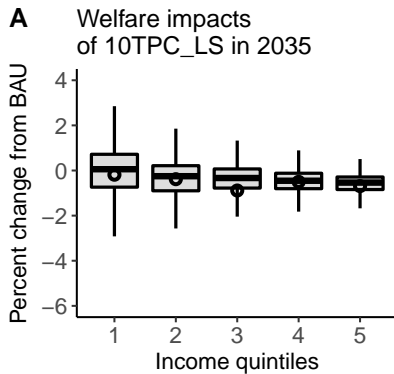 A
Welfare impacts
of 10TPC_LS in 2035
Percent change from BAU
4
2
0
−2
−4
−6
1 2 3 4 5
Income quintiles